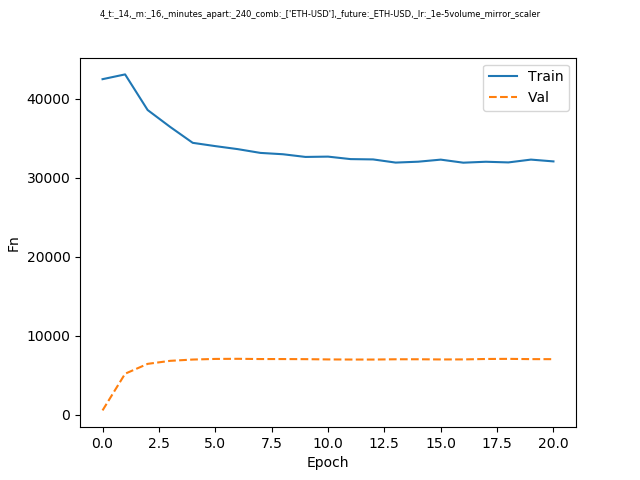 4_t:_14,_m:_16,_minutes_apart:_240_comb:_['ETH-USD'],_future:_ETH-USD,_lr:_1e-5volume_mirror_scaler
Train
Val
40000
30000
20000
10000
0
Fn
0.0 2.5 5.0 7.5 10.0 12.5 15.0 17.5 20.0
Epoch